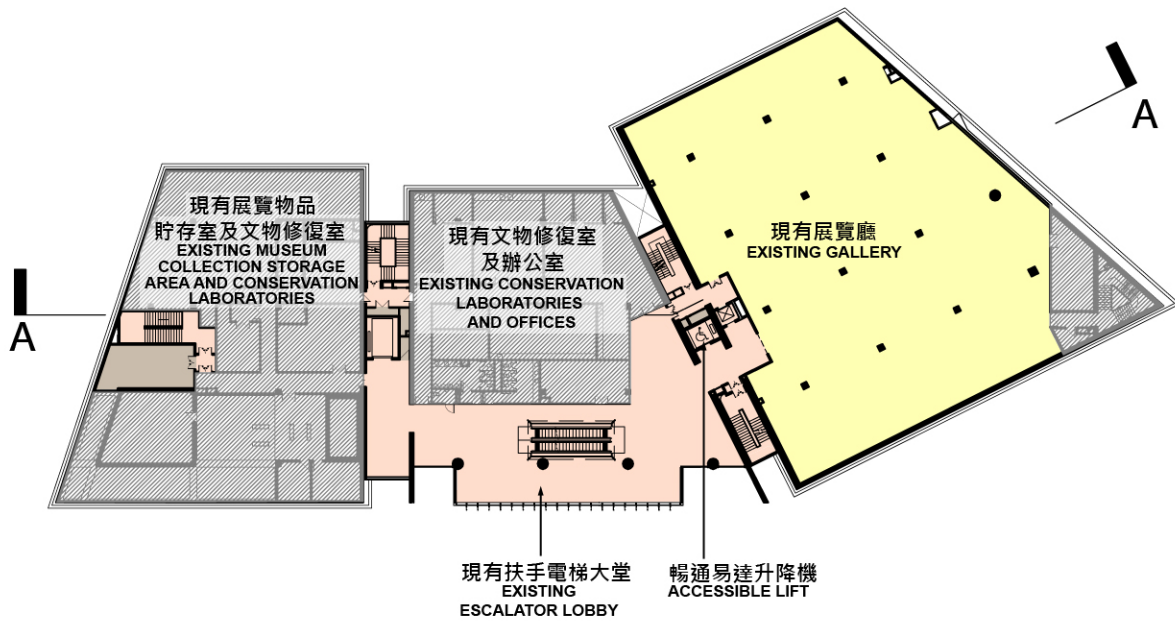 現有展覽物品
貯存室及文物修復室
EXISTING MUSEUM
COLLECTION STORAGE
AREA AND CONSERVATION
LABORATORIES
現有文物修復室
及辦公室
EXISTING CONSERVATION
LABORATORIES
AND OFFICES
現有展覽廳
EXISTING GALLERY
A
A
現有扶手電梯大堂
EXISTING
ESCALATOR LOBBY
暢通易達升降機
ACCESSIBLE LIFT